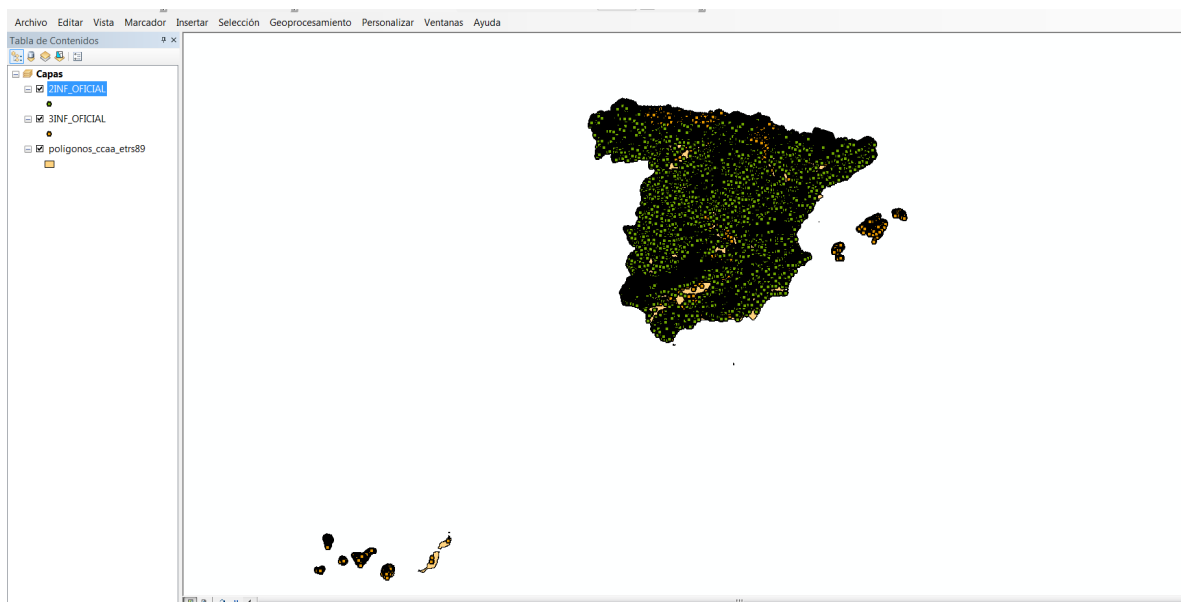 Archivo Editar Vista Marcador Insertar Selección Geoprocesamiento Personalizar Ventanas Ayuda
Tabla de Contenidos
Capas
2INF_OFICIAL
3INF_OFICIAL
poligonos_ccaa_etrs89